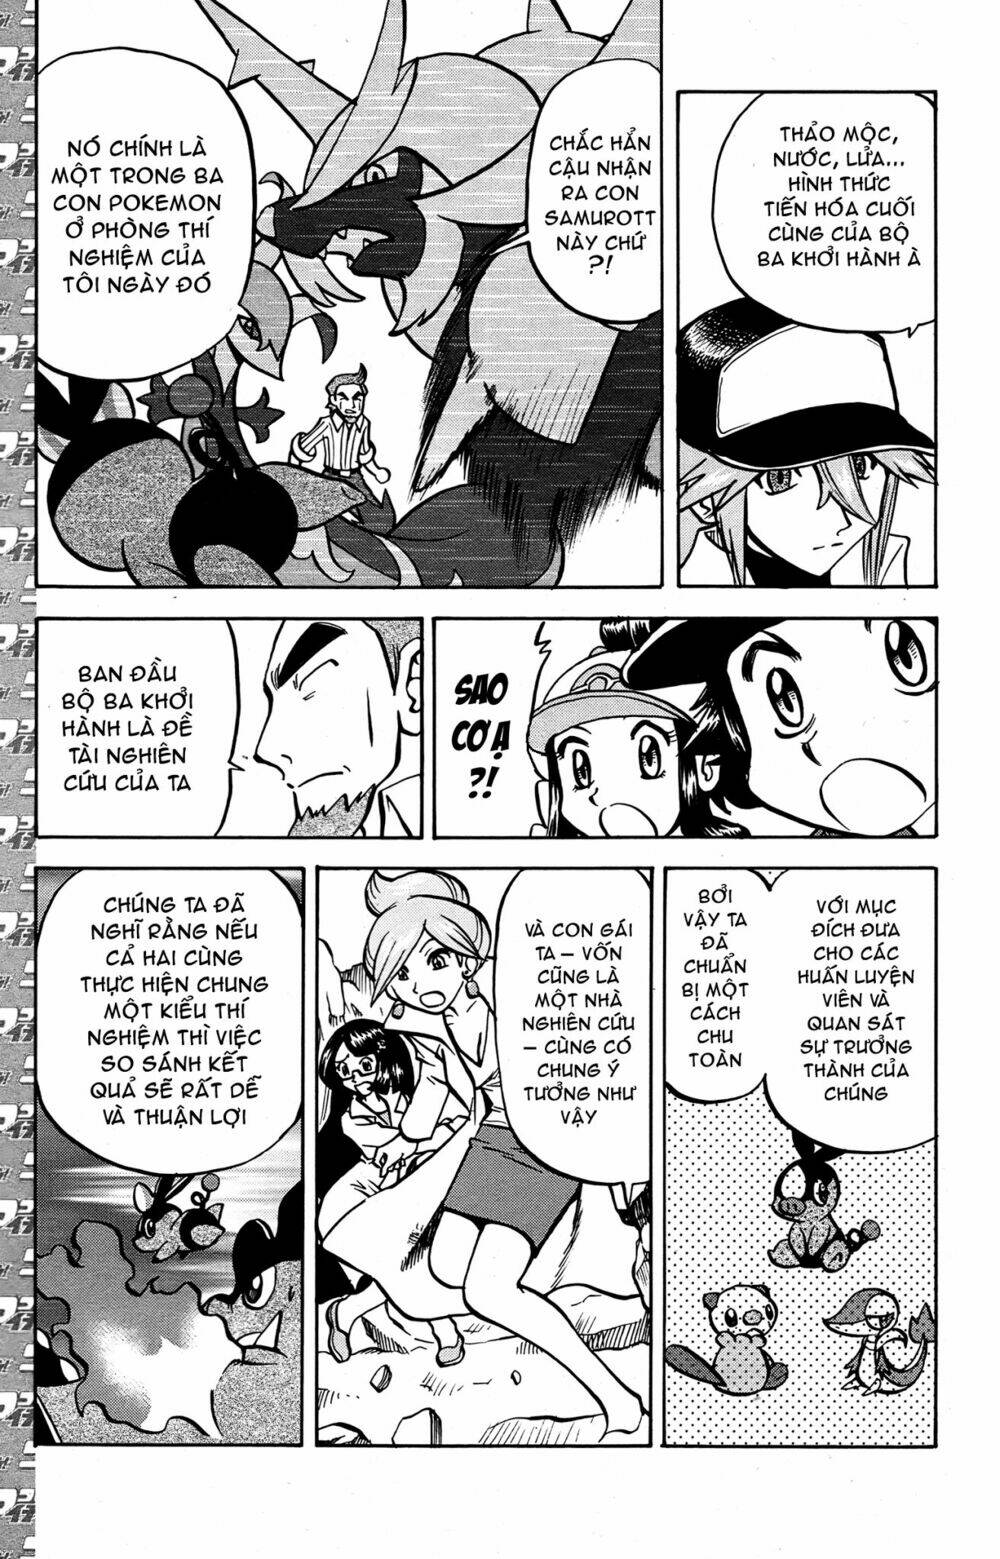 THẢO MỘC,
NƯỚC, LỬA...
HÌNH THỨC
TIẾN HÓA CUỐI
CÙNG CỦA BỘ
BA KHỞI HÀNH À
CHẮC HẲN
CẬU NHẬN
RA CON
SAMUROTT
NÀY CHỨ
?!
NÓ CHÍNH LÀ
MỘT TRONG BA
CON POKEMON
Ở PHÒNG THÍ
NGHIỆM CỦA
TÔI NGÀY ĐÓ
SAO
CƠ Ạ
?!
BAN ĐẦU
BỘ BA KHỞI
HÀNH LÀ ĐỀ
TÀI NGHIÊN
CỨU CỦA TA
VỚI MỤC
ĐÍCH ĐƯA
CHO CÁC
HUẤN LUYỆN
VIÊN VÀ
QUAN SÁT
SỰ TRƯỞNG
THÀNH CỦA
CHÚNG
BỞI
VẬY TA
ĐÃ
CHUẨN
BỊ MỘT
CÁCH
CHU
TOÀN
VÀ CON GÁI
TA – VỐN
CŨNG LÀ
MỘT NHÀ
NGHIÊN CỨU
– CÙNG CÓ
CHUNG Ý
TƯỞNG NHƯ
VẬY
CHÚNG TA ĐÃ
NGHĨ RẰNG NẾU
CẢ HAI CÙNG
THỰC HIỆN CHUNG
MỘT KIỂU THÍ
NGHIỆM THÌ VIỆC
SO SÁNH KẾT
QUẢ SẼ RẤT DỄ
VÀ THUẬN LỢI